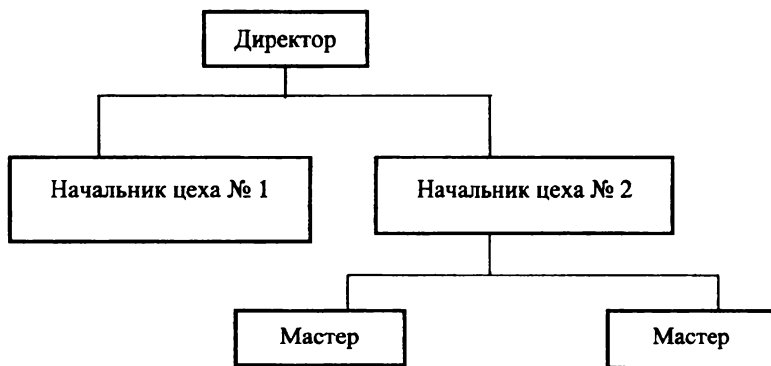 Директор
Начальник цеха № 1
Начальник цеха № 2
Мастер
Мастер